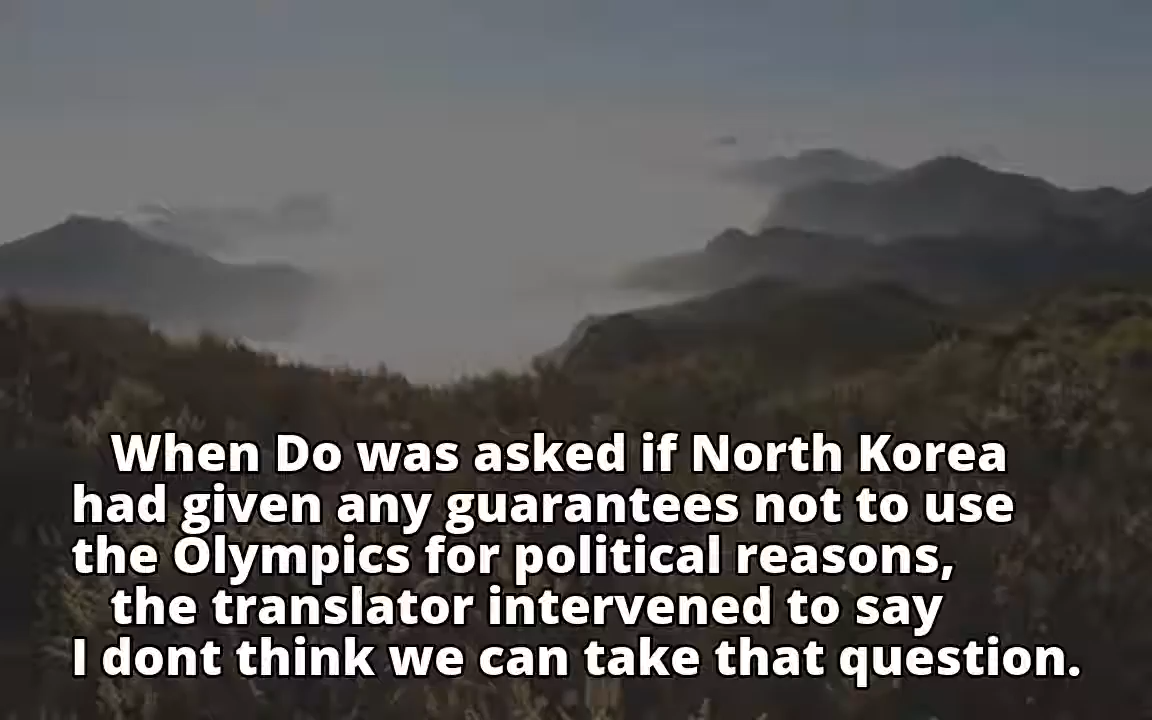 When Do was asked if North Korea
had given any guarantees not to use
the Olympics for political reasons,
the translator intervened to say
I dont think we can take that question.